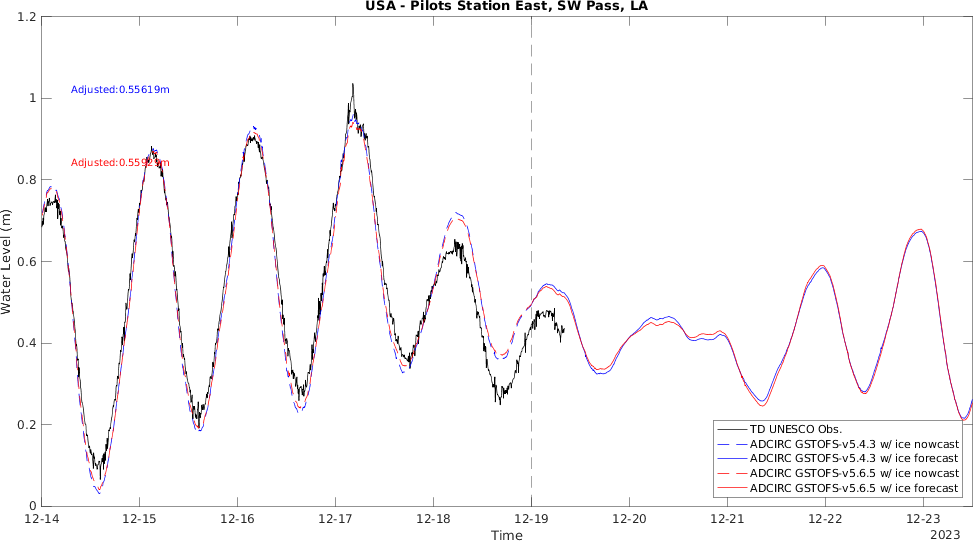 USA - Pilots Station East, SW Pass, LA
1.2
1
0.8
0.6
0.4
0.2
0
Water Level (m)
Adjusted:0.55619m
12-14
12-15
12-16
12-17
12-18
12-19
12-20
12-21
12-22
12-23
Time
2023
TD UNESCO Obs.
ADCIRC GSTOFS-v5.4.3 w/ ice nowcast
ADCIRC GSTOFS-v5.4.3 w/ ice forecast
ADCIRC GSTOFS-v5.6.5 w/ ice nowcast
ADCIRC GSTOFS-v5.6.5 w/ ice forecast